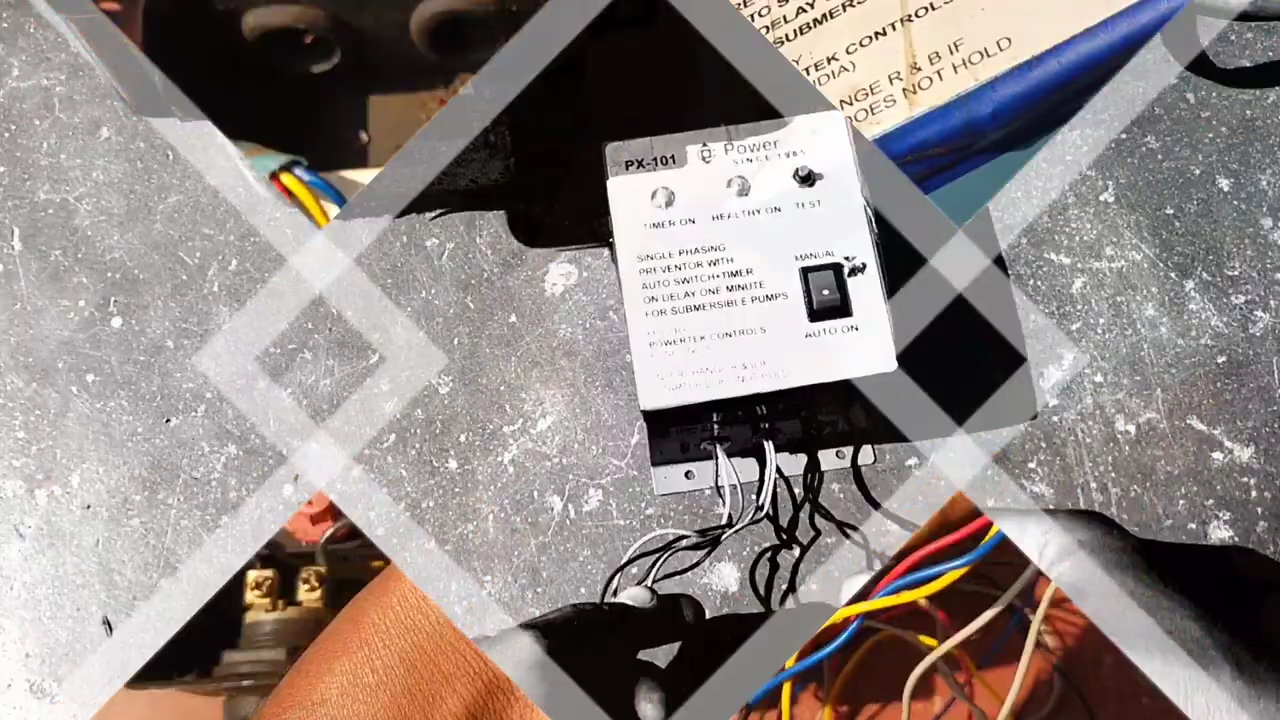 TO S
DELAY
SUBMERS
TEK CONTROLS
NDIA)
NGE R & B IF
DOES NOT HOLD
PX-101
Power
SINCE 1985
TIMER ON HEALTHY ON TEST
SINGLE PHASING
PREVENTOR WITH
AUTO SWITCH+TIMER
ON DELAY ONE MINUTE
FOR SUBMERSIBLE PUMPS
MANUAL
AUTO ON
POWERTEK CONTROLS